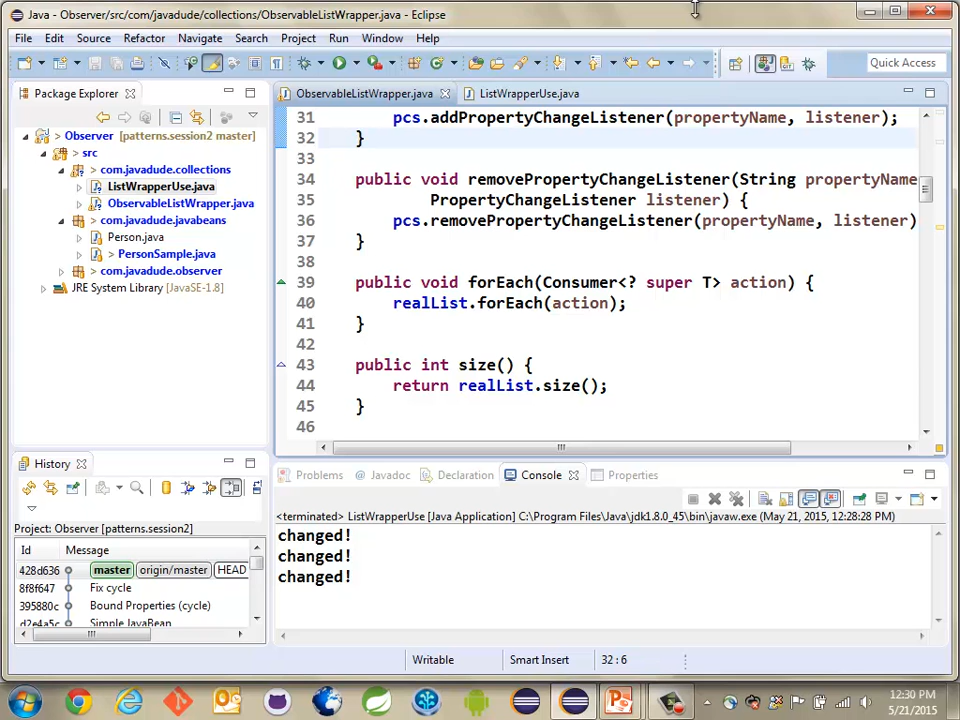 Java - Observer/src/com/javadude/collections/ObservableListWrapper.java - Eclipse
File Edit Source Refactor Navigate Search Project Run Window Help
Quick Access
Package Explorer
ObservableListWrapper.java ListWrapperUse.java
Observer [patterns.session2 master]
> src
> com.javadude.collections
ListWrapperUse.java
ObservableListWrapper.java
> com.javadude.javabeans
Person.java
> PersonSample.java
> com.javadude.observer
JRE System Library [JavaSE-1.8]
31 pcs.addPropertyChangeListener(propertyName, listener);
32 }
33
34 public void removePropertyChangeListener(String propertyName
35 PropertyChangeListener listener) {
36 pcs.removePropertyChangeListener(propertyName, listener)
37 }
38
39 public void forEach(Consumer<? super T> action) {
40 realList.forEach(action);
41 }
42
43 public int size() {
44 return realList.size();
45 }
46
History
Project: Observer [patterns.session2]
Id Message
428d636 master origin/master HEAD
8f8f647 Fix cycle
395880c Bound Properties (cycle)
d2e4a5c Simple JavaBean
Problems @ Javadoc Declaration Console Properties
<terminated> ListWrapperUse [Java Application] C:\Program Files\Java\jdk1.8.0_45\bin\javaw.exe (May 21, 2015, 12:28:28 PM)
changed!
changed!
changed!
Writable Smart Insert 32 : 6
12:30 PM
5/21/2015